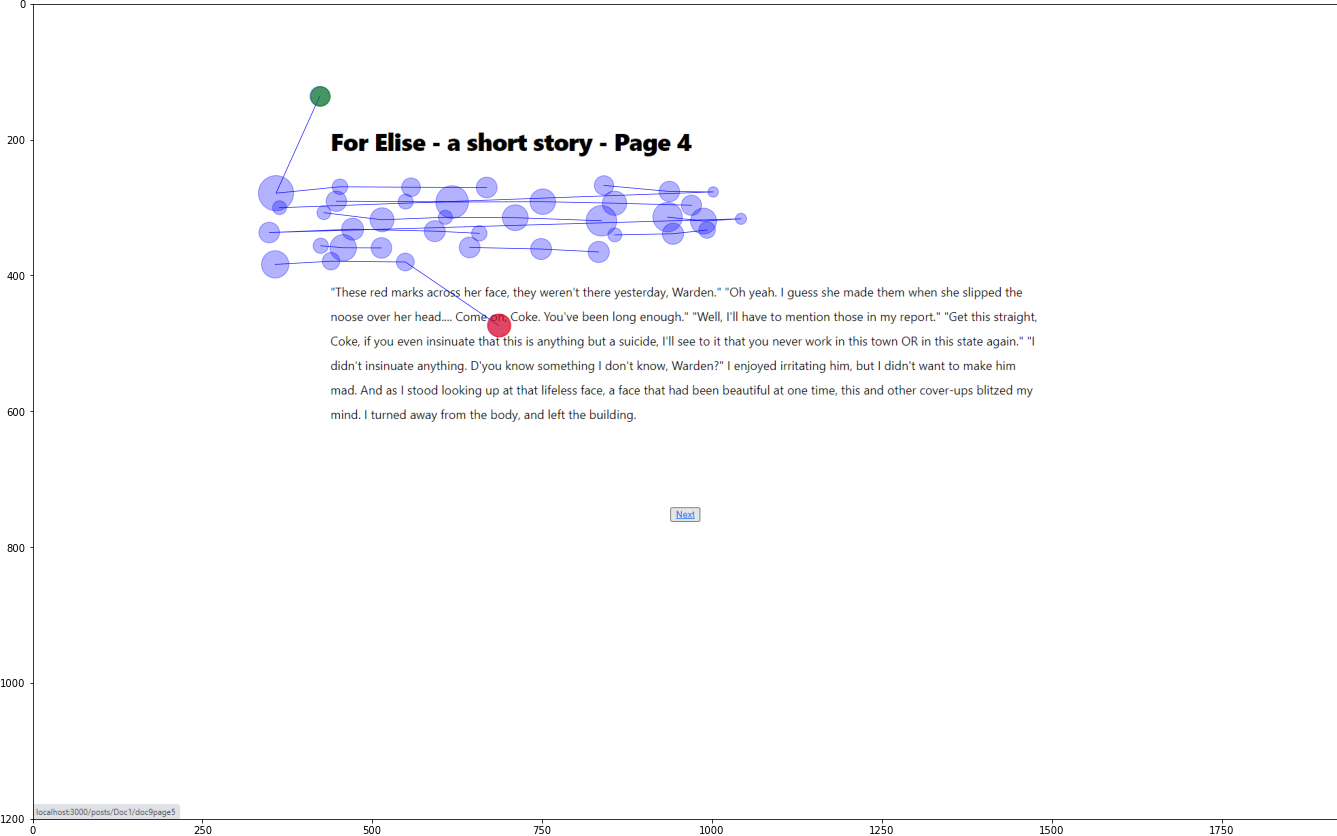 0
200
400
600
800
1000
1200
For Elise - a short story - Page 4
"These red marks across her face, they weren't there yesterday, Warden." "Oh yeah. I guess she made them when she slipped the
noose over her head.... Come on, Coke. You've been long enough." "Well, I'll have to mention those in my report." "Get this straight,
Coke, if you even insinuate that this is anything but a suicide, I'll see to it that you never work in this town OR in this state again." "I
didn't insinuate anything. D'you know something I don't know, Warden?" I enjoyed irritating him, but I didn't want to make him
mad. And as I stood looking up at that lifeless face, a face that had been beautiful at one time, this and other cover-ups blitzed my
mind. I turned away from the body, and left the building.
Next
localhost:3000/posts/Doc1/doc9page5
0 250 500 750 1000 1250 1500 1750